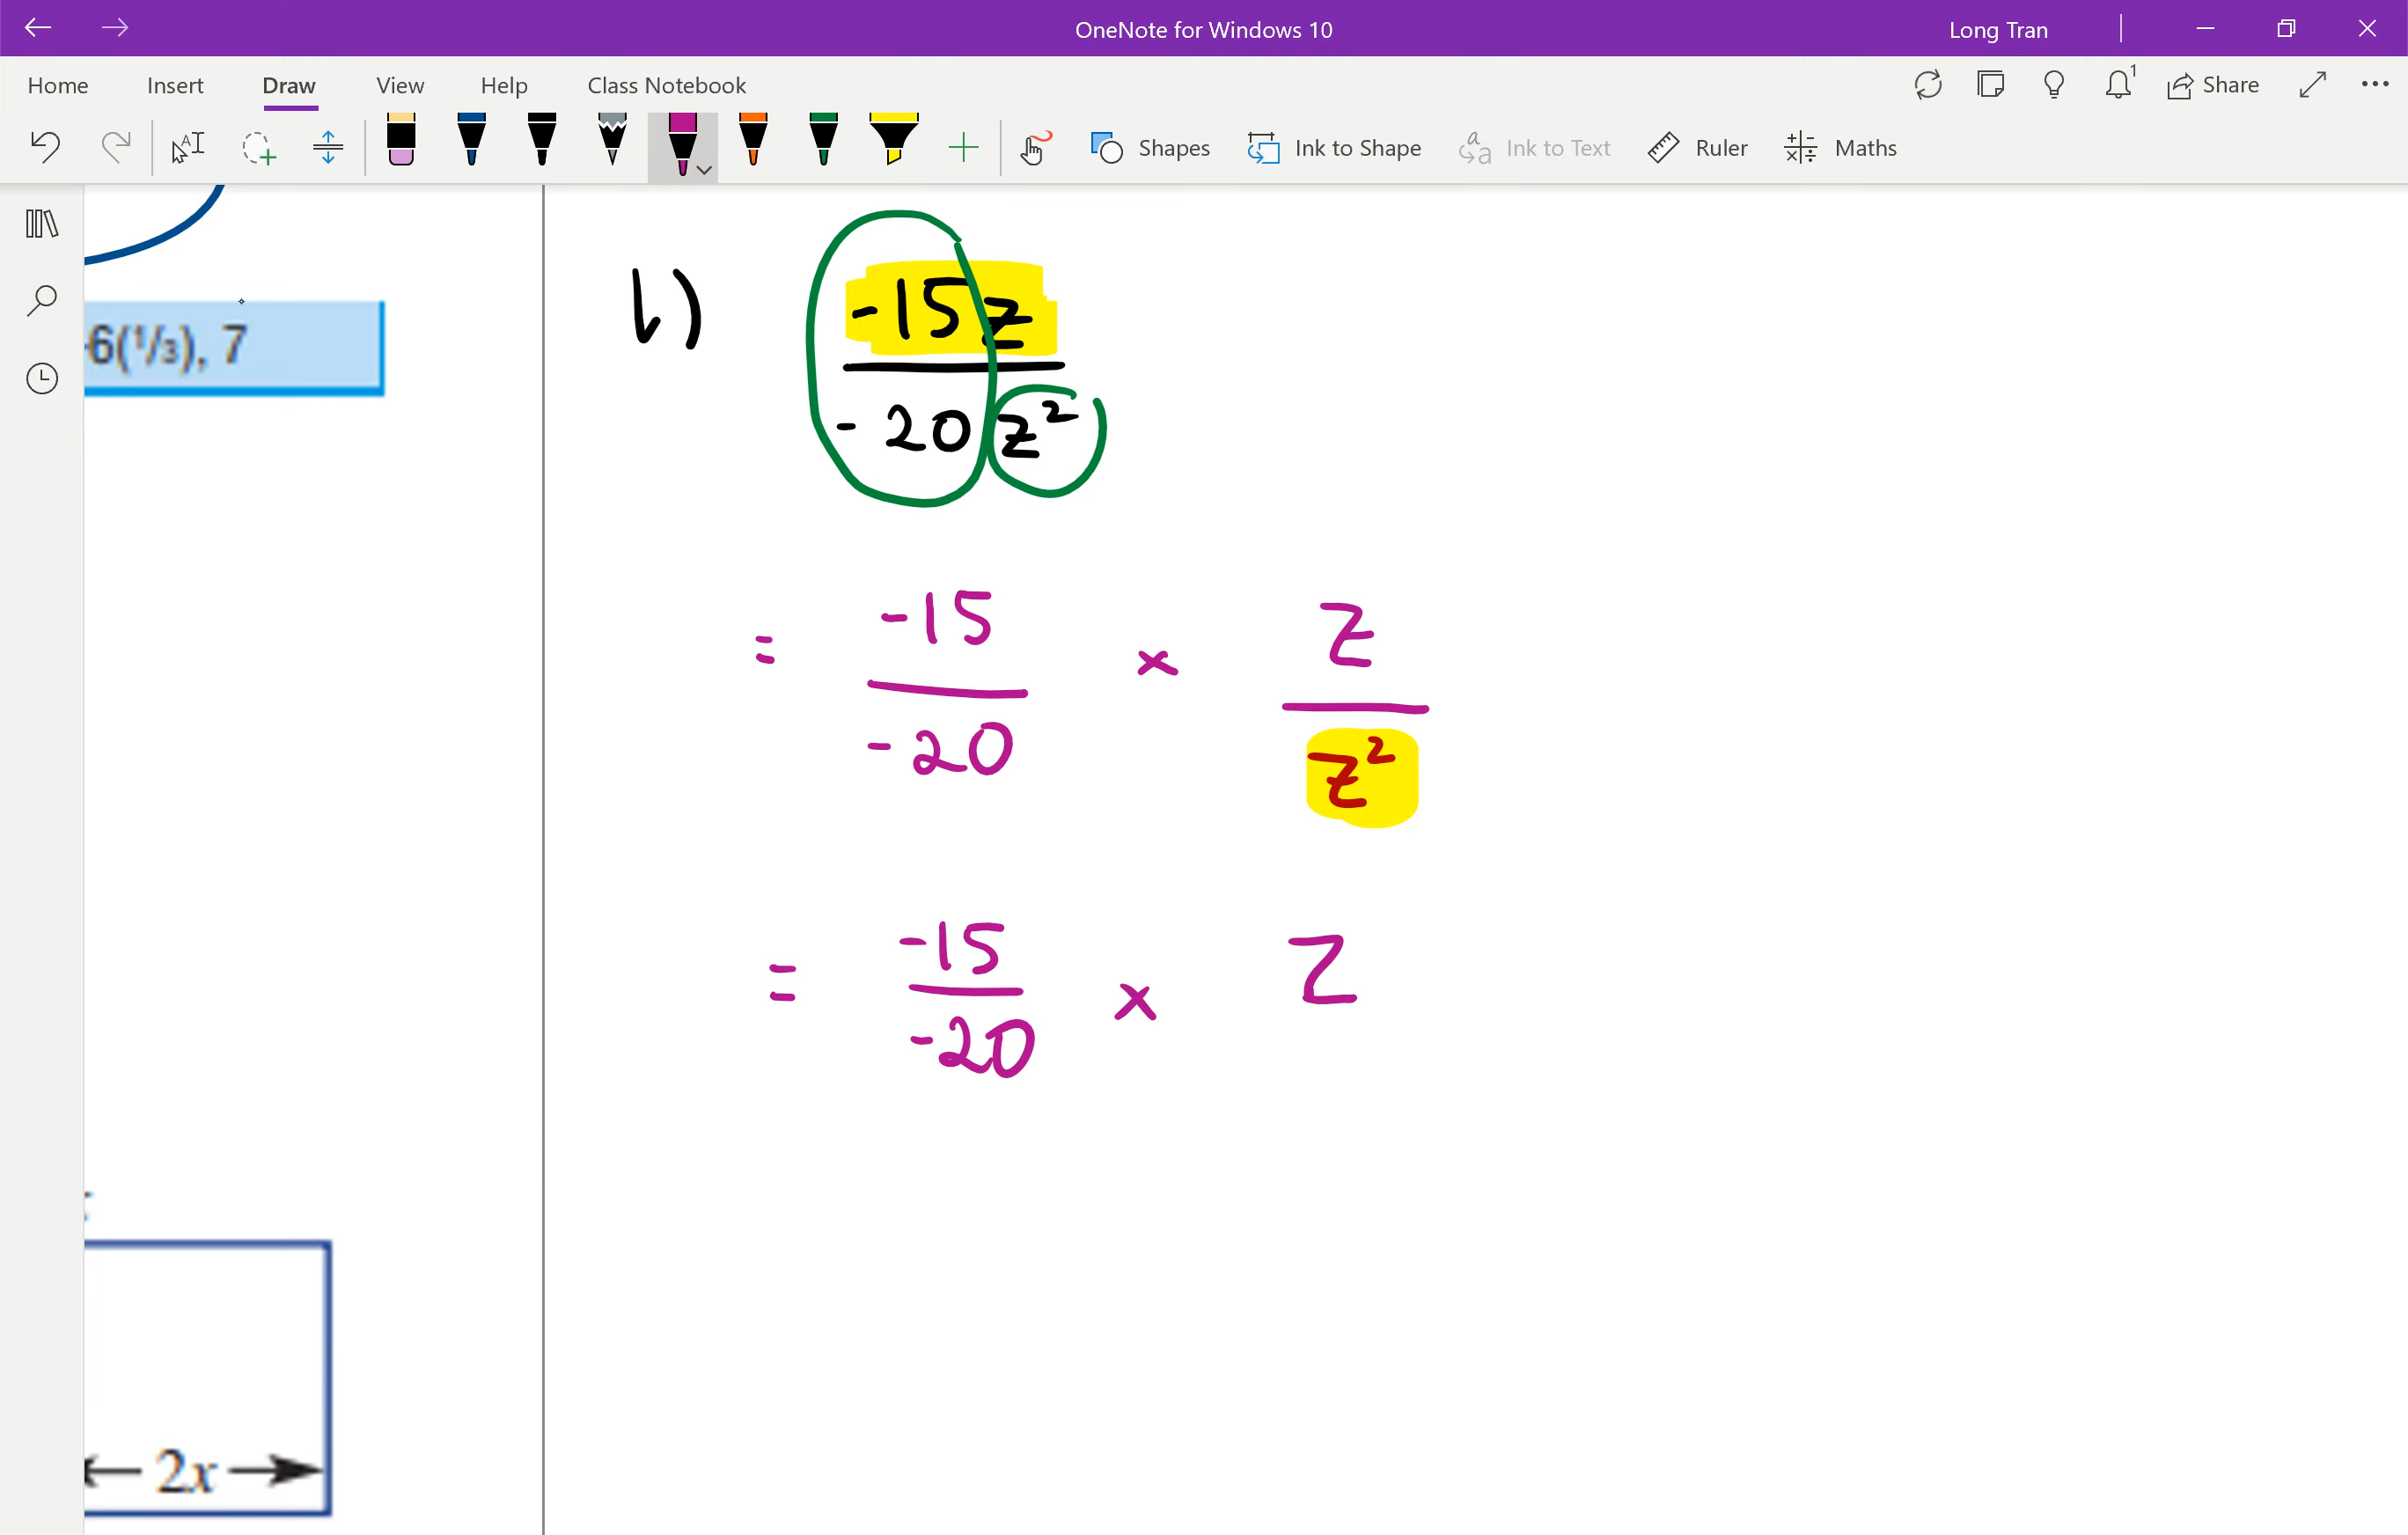 OneNote for Windows 10
Long Tran
Home Insert Draw View Help Class Notebook
1 Share
Shapes Ink to Shape Ink to Text Ruler Maths
6(1/3), 7
b)
-15z
-20z²
= -15 × z
-20 z²
= -15 × z
-20
2x